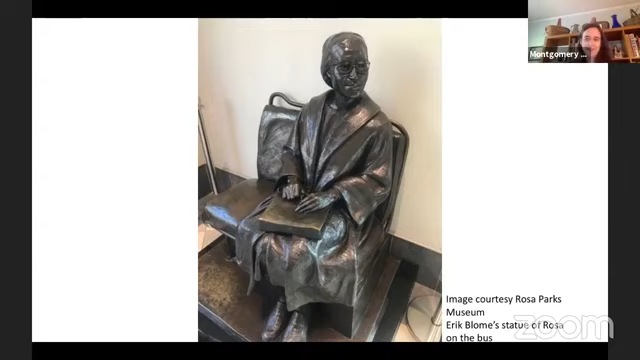 Montgomery ...
Image courtesy Rosa Parks
Museum
Erik Blome's statue of Rosa
on the bus
zoom